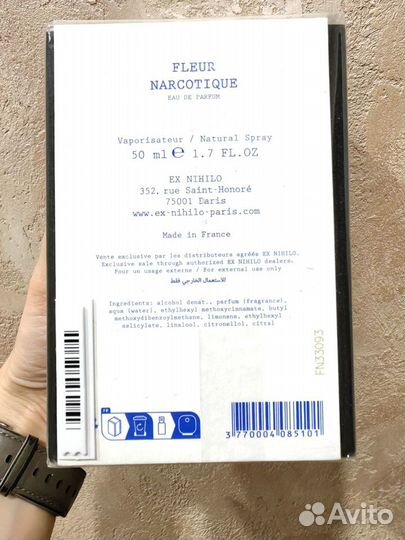 FLEUR
NARCOTIQUE
EAU DE PARFUM
Vaporisateur / Natural Spray
50 ml ℮ 1.7 FL.OZ
EX NIHILO
352, rue Saint-Honoré
75001 Daris
www.ex-nihilo-paris.com
Made in France
Vente exclusive par les distributeurs agréés EX NIHILO.
Exclusive sale through authorized EX NIHILO dealers.
Pour un usage externe / For external use only
للاستعمال الخارجي فقط
Ingredients: alcohol denat., parfum (fragrance),
aqua (water), ethylhexyl methoxycinnamate, butyl
methoxydibenzoylmethane, limonene, ethylhexyl
salicylate, linalool, citronellol, citral
FN33093
FR
3 770004 085101
Avito